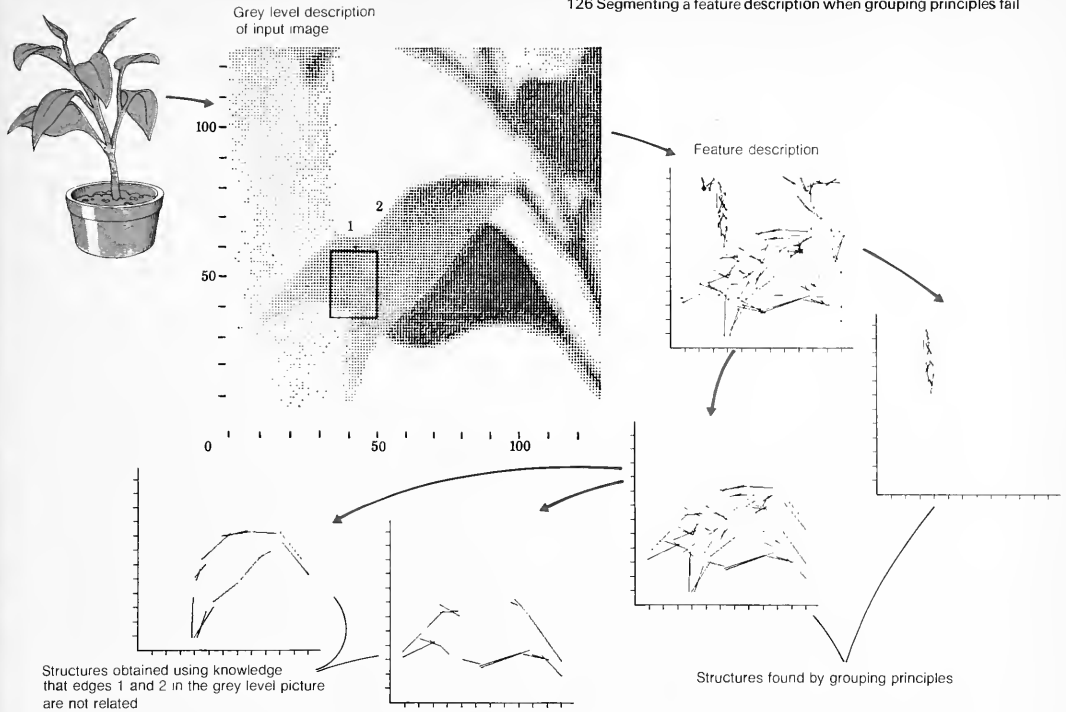 126 Segmenting a feature description when grouping principles fail
Grey level description
of input image
100
2
1
50
0
50
100
Feature description
Structures obtained using knowledge
that edges 1 and 2 in the grey level picture
are not related
Structures found by grouping principles